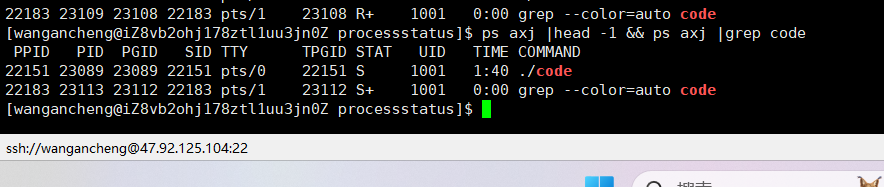 22183 23109 23108 22183 pts/1    23108 R+    1001   0:00 grep --color=auto code
[wangancheng@iZ8vb2ohj178ztl1uu3jn0Z processstatus]$ ps axj |head -1 && ps axj |grep code
 PPID   PID  PGID   SID TTY      TPGID STAT   UID   TIME COMMAND
22151 23089 23089 22151 pts/0    22151 S     1001   1:40 ./code
22183 23113 23112 22183 pts/1    23112 S+    1001   0:00 grep --color=auto code
[wangancheng@iZ8vb2ohj178ztl1uu3jn0Z processstatus]$
ssh://wangancheng@47.92.125.104:22
搜索